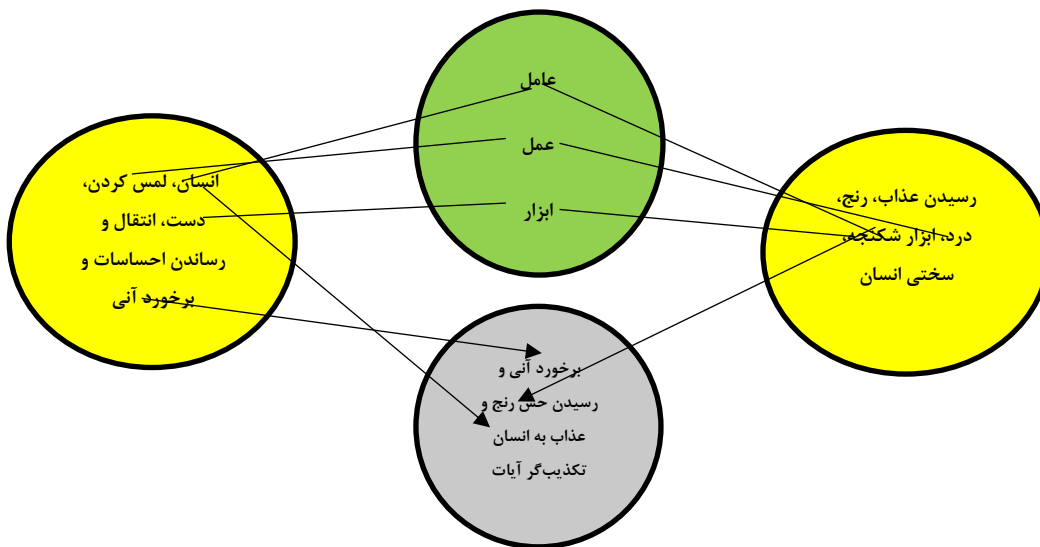 عامل
عمل
ابزار
رسیدن عذاب، رنج،
درد، ابزار شکنجه،
سختی انسان
انسان، لمس کردن،
دست، انتقال و
رساندن احساسات و
برخورد آنی
برخورد آنی و
رسیدن حس رنج و
عذاب به انسان
تکذیب‌گر آیات